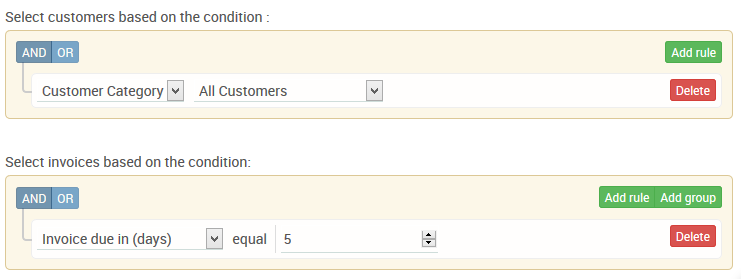 Select customers based on the condition :
AND OR Add rule
Customer Category All Customers Delete
Select invoices based on the condition:
AND OR Add rule Add group
Invoice due in (days) equal 5 Delete